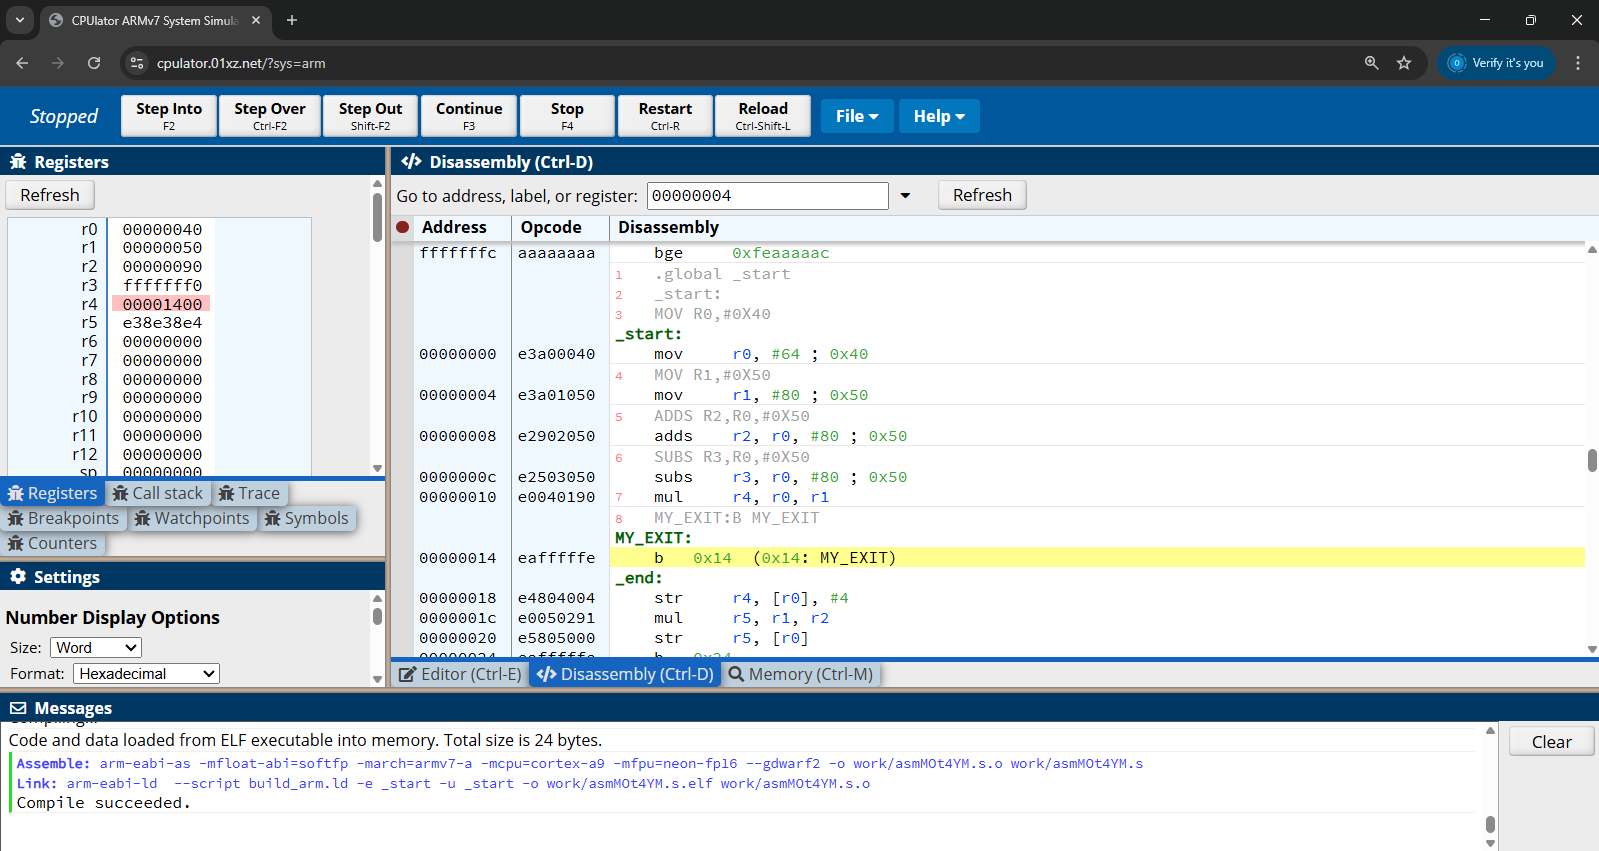 CPUlator ARMv7 System Simula
cpulator.01xz.net/?sys=arm
Verify it's you
Stopped
Step Into
F2
Step Over
Ctrl-F2
Step Out
Shift-F2
Continue
F3
Stop
F4
Restart
Ctrl-R
Reload
Ctrl-Shift-L
File
Help
Registers
Refresh
r0 00000040
r1 00000050
r2 00000090
r3 fffffff0
r4 00001400
r5 e38e38e4
r6 00000000
r7 00000000
r8 00000000
r9 00000000
r10 00000000
r11 00000000
r12 00000000
sp 00000000
Registers Call stack Trace
Breakpoints Watchpoints Symbols
Counters
Settings
Number Display Options
Size: Word
Format: Hexadecimal
Disassembly (Ctrl-D)
Go to address, label, or register: 00000004 Refresh
Address Opcode Disassembly
fffffffc aaaaaaaa bge 0xfeaaaaac
1 .global _start
2 _start:
3 MOV R0,#0X40
_start:
00000000 e3a00040 mov r0, #64 ; 0x40
4 MOV R1,#0X50
00000004 e3a01050 mov r1, #80 ; 0x50
5 ADDS R2,R0,#0X50
00000008 e2902050 adds r2, r0, #80 ; 0x50
6 SUBS R3,R0,#0X50
0000000c e2503050 subs r3, r0, #80 ; 0x50
00000010 e0040190 7 mul r4, r0, r1
8 MY_EXIT:B MY_EXIT
MY_EXIT:
00000014 eafffffe b 0x14 (0x14: MY_EXIT)
_end:
00000018 e4804004 str r4, [r0], #4
0000001c e0050291 mul r5, r1, r2
00000020 e5805000 str r5, [r0]
00000024 eafffffe b 0x24
Editor (Ctrl-E) Disassembly (Ctrl-D) Memory (Ctrl-M)
Messages
Compiling...
Code and data loaded from ELF executable into memory. Total size is 24 bytes.
Assemble: arm-eabi-as -mfloat-abi=softfp -march=armv7-a -mcpu=cortex-a9 -mfpu=neon-fp16 --gdwarf2 -o work/asmMOt4YM.s.o work/asmMOt4YM.s
Link: arm-eabi-ld --script build_arm.ld -e _start -u _start -o work/asmMOt4YM.s.elf work/asmMOt4YM.s.o
Compile succeeded.
Clear